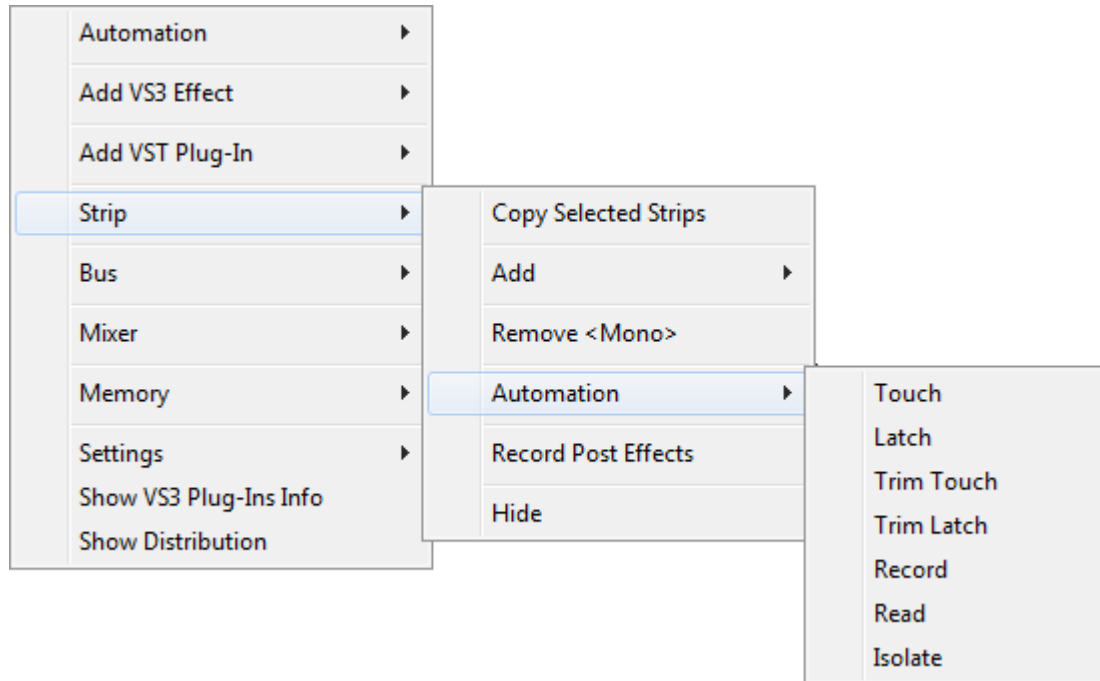 Automation
Add VS3 Effect
Add VST Plug-In
Strip
Bus
Mixer
Memory
Settings
Show VS3 Plug-Ins Info
Show Distribution
Copy Selected Strips
Add
Remove <Mono>
Automation
Record Post Effects
Hide
Touch
Latch
Trim Touch
Trim Latch
Record
Read
Isolate